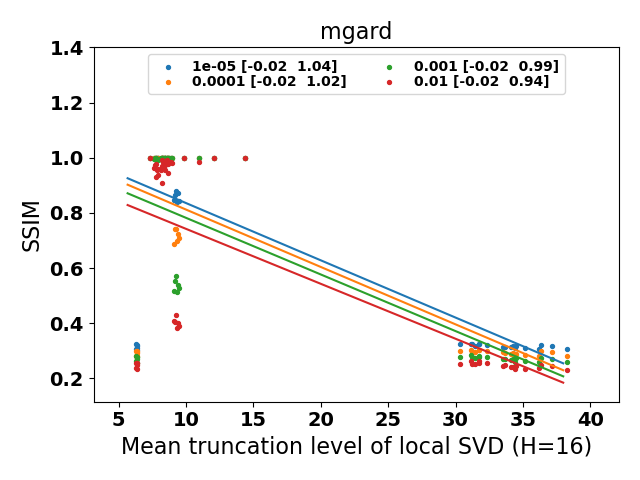 mgard
1e-05 [-0.02  1.04]
0.0001 [-0.02  1.02]
0.001 [-0.02  0.99]
0.01 [-0.02  0.94]
SSIM
1.4
1.2
1.0
0.8
0.6
0.4
0.2
5 10 15 20 25 30 35 40
Mean truncation level of local SVD (H=16)